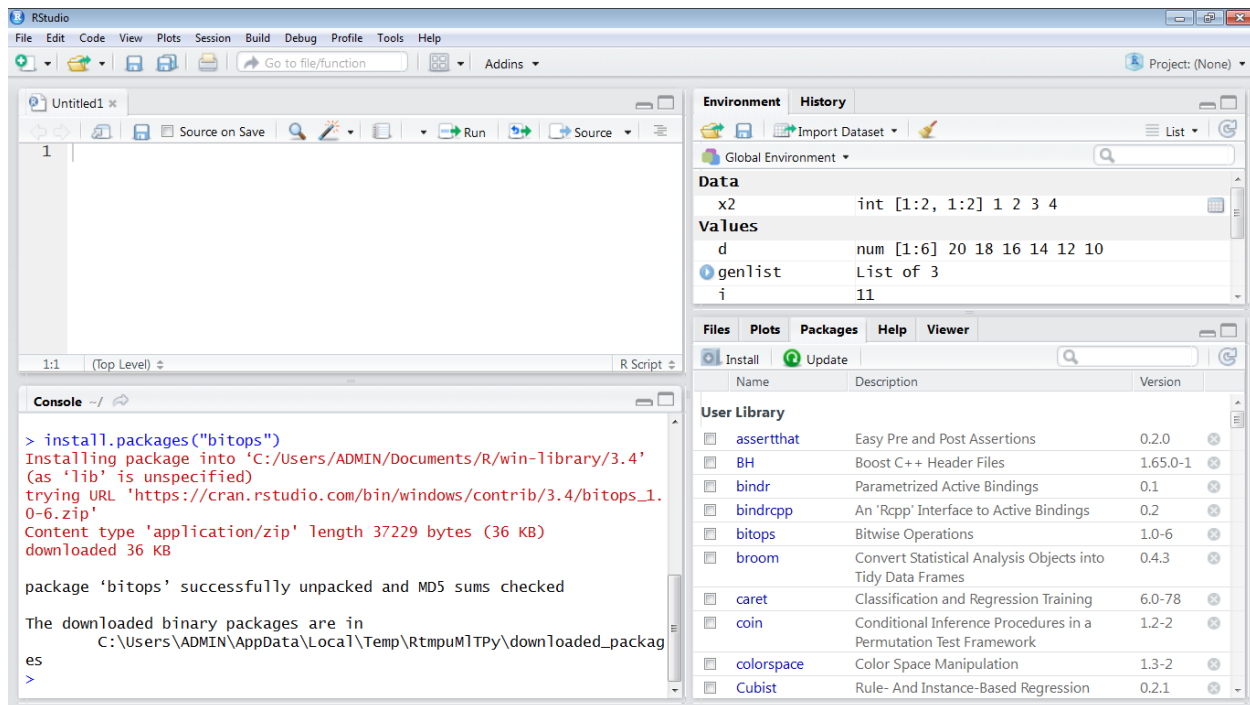 RStudio
File Edit Code View Plots Session Build Debug Profile Tools Help
Go to file/function Addins Project: (None)
Untitled1
Source on Save Run Source
1
1:1 (Top Level) R Script
Console ~/
> install.packages("bitops")
Installing package into ‘C:/Users/ADMIN/Documents/R/win-library/3.4’
(as ‘lib’ is unspecified)
trying URL 'https://cran.rstudio.com/bin/windows/contrib/3.4/bitops_1.
0-6.zip'
Content type 'application/zip' length 37229 bytes (36 KB)
downloaded 36 KB
package ‘bitops’ successfully unpacked and MD5 sums checked
The downloaded binary packages are in
C:\Users\ADMIN\AppData\Local\Temp\RtmpuMlTPy\downloaded_packag
es
>
Environment History
Import Dataset List
Global Environment
Data
x2 int [1:2, 1:2] 1 2 3 4
Values
d num [1:6] 20 18 16 14 12 10
genlist List of 3
i 11
Files Plots Packages Help Viewer
Install Update
Name Description Version
User Library
assertthat Easy Pre and Post Assertions 0.2.0
BH Boost C++ Header Files 1.65.0-1
bindr Parametrized Active Bindings 0.1
bindrcpp An 'Rcpp' Interface to Active Bindings 0.2
bitops Bitwise Operations 1.0-6
broom Convert Statistical Analysis Objects into 0.4.3
Tidy Data Frames
caret Classification and Regression Training 6.0-78
coin Conditional Inference Procedures in a 1.2-2
Permutation Test Framework
colorspace Color Space Manipulation 1.3-2
Cubist Rule- And Instance-Based Regression 0.2.1